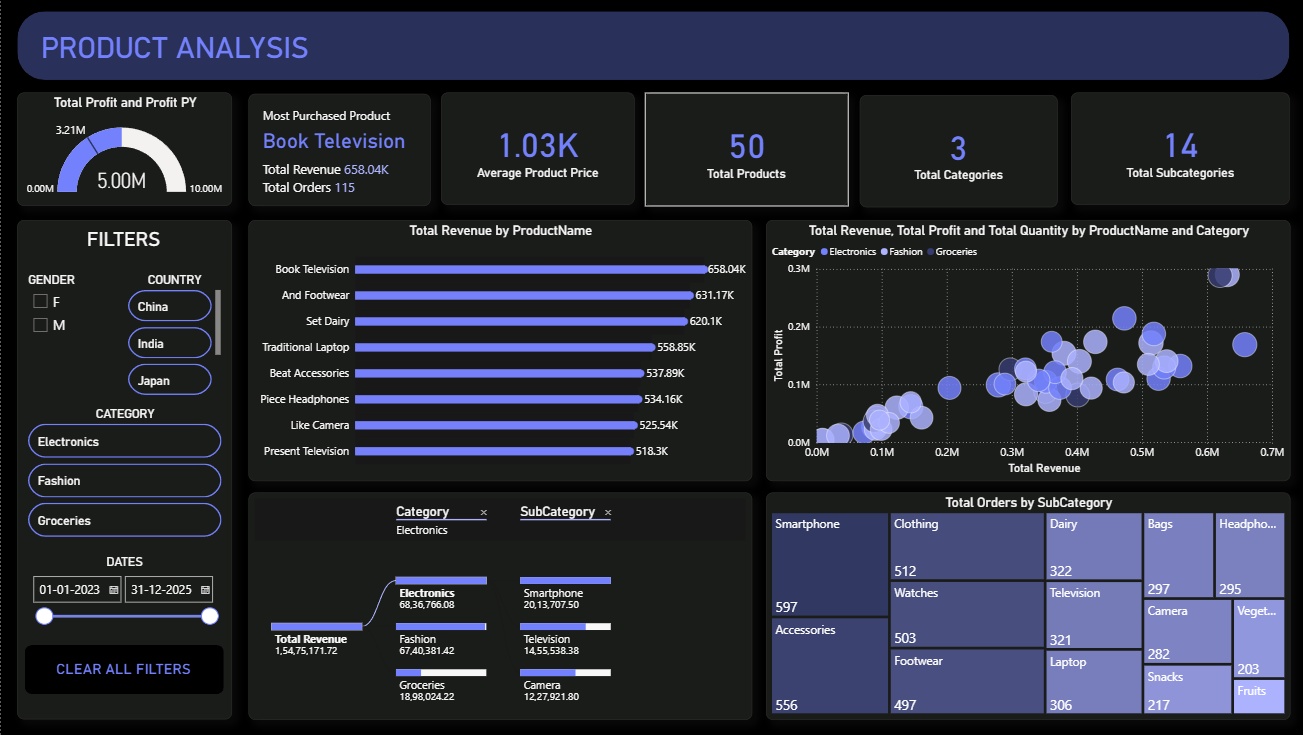 PRODUCT ANALYSIS
Total Profit and Profit PY
3.21M
0.00M
5.00M
10.00M
Most Purchased Product
Book Television
Total Revenue 658.04K
Total Orders 115
1.03K
Average Product Price
50
Total Products
3
Total Categories
14
Total Subcategories
FILTERS
GENDER
F
M
COUNTRY
China
India
Japan
CATEGORY
Electronics
Fashion
Groceries
DATES
01-01-2023
31-12-2025
CLEAR ALL FILTERS
Total Revenue by ProductName
Book Television 658.04K
And Footwear 631.17K
Set Dairy 620.1K
Traditional Laptop 558.85K
Beat Accessories 537.89K
Piece Headphones 534.16K
Like Camera 525.54K
Present Television 518.3K
Total Revenue, Total Profit and Total Quantity by ProductName and Category
Category Electronics Fashion Groceries
Total Profit
0.3M
0.2M
0.1M
0.0M
0.0M 0.1M 0.2M 0.3M 0.4M 0.5M 0.6M 0.7M
Total Revenue
Category ×
Electronics
SubCategory ×
Total Revenue
1,54,75,171.72
Electronics
68,36,766.08
Fashion
67,40,381.42
Groceries
18,98,024.22
Smartphone
20,13,707.50
Television
14,55,538.38
Camera
12,27,921.80
Total Orders by SubCategory
Smartphone
597
Accessories
556
Clothing
512
Watches
503
Footwear
497
Dairy
322
Television
321
Laptop
306
Bags
297
Headpho...
295
Camera
282
Snacks
217
Veget...
203
Fruits